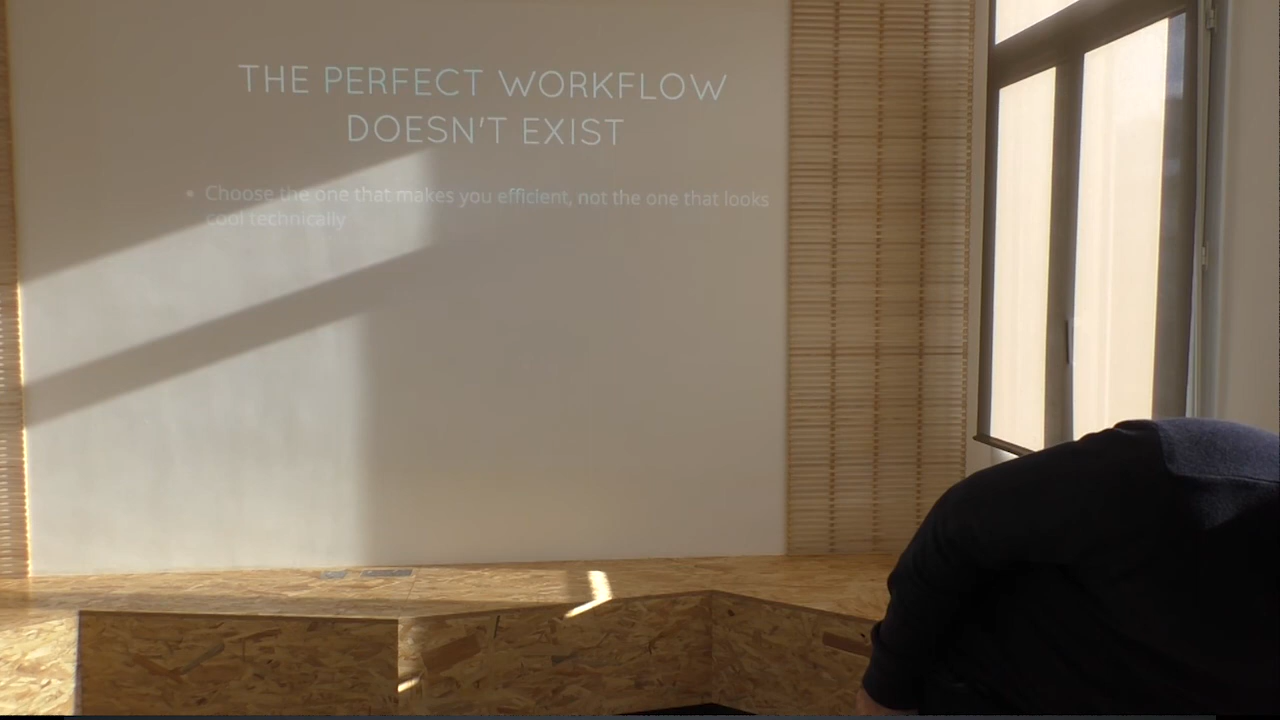 THE PERFECT WORKFLOW
DOESN'T EXIST
• Choose the one that makes you efficient, not the one that looks
cool technically